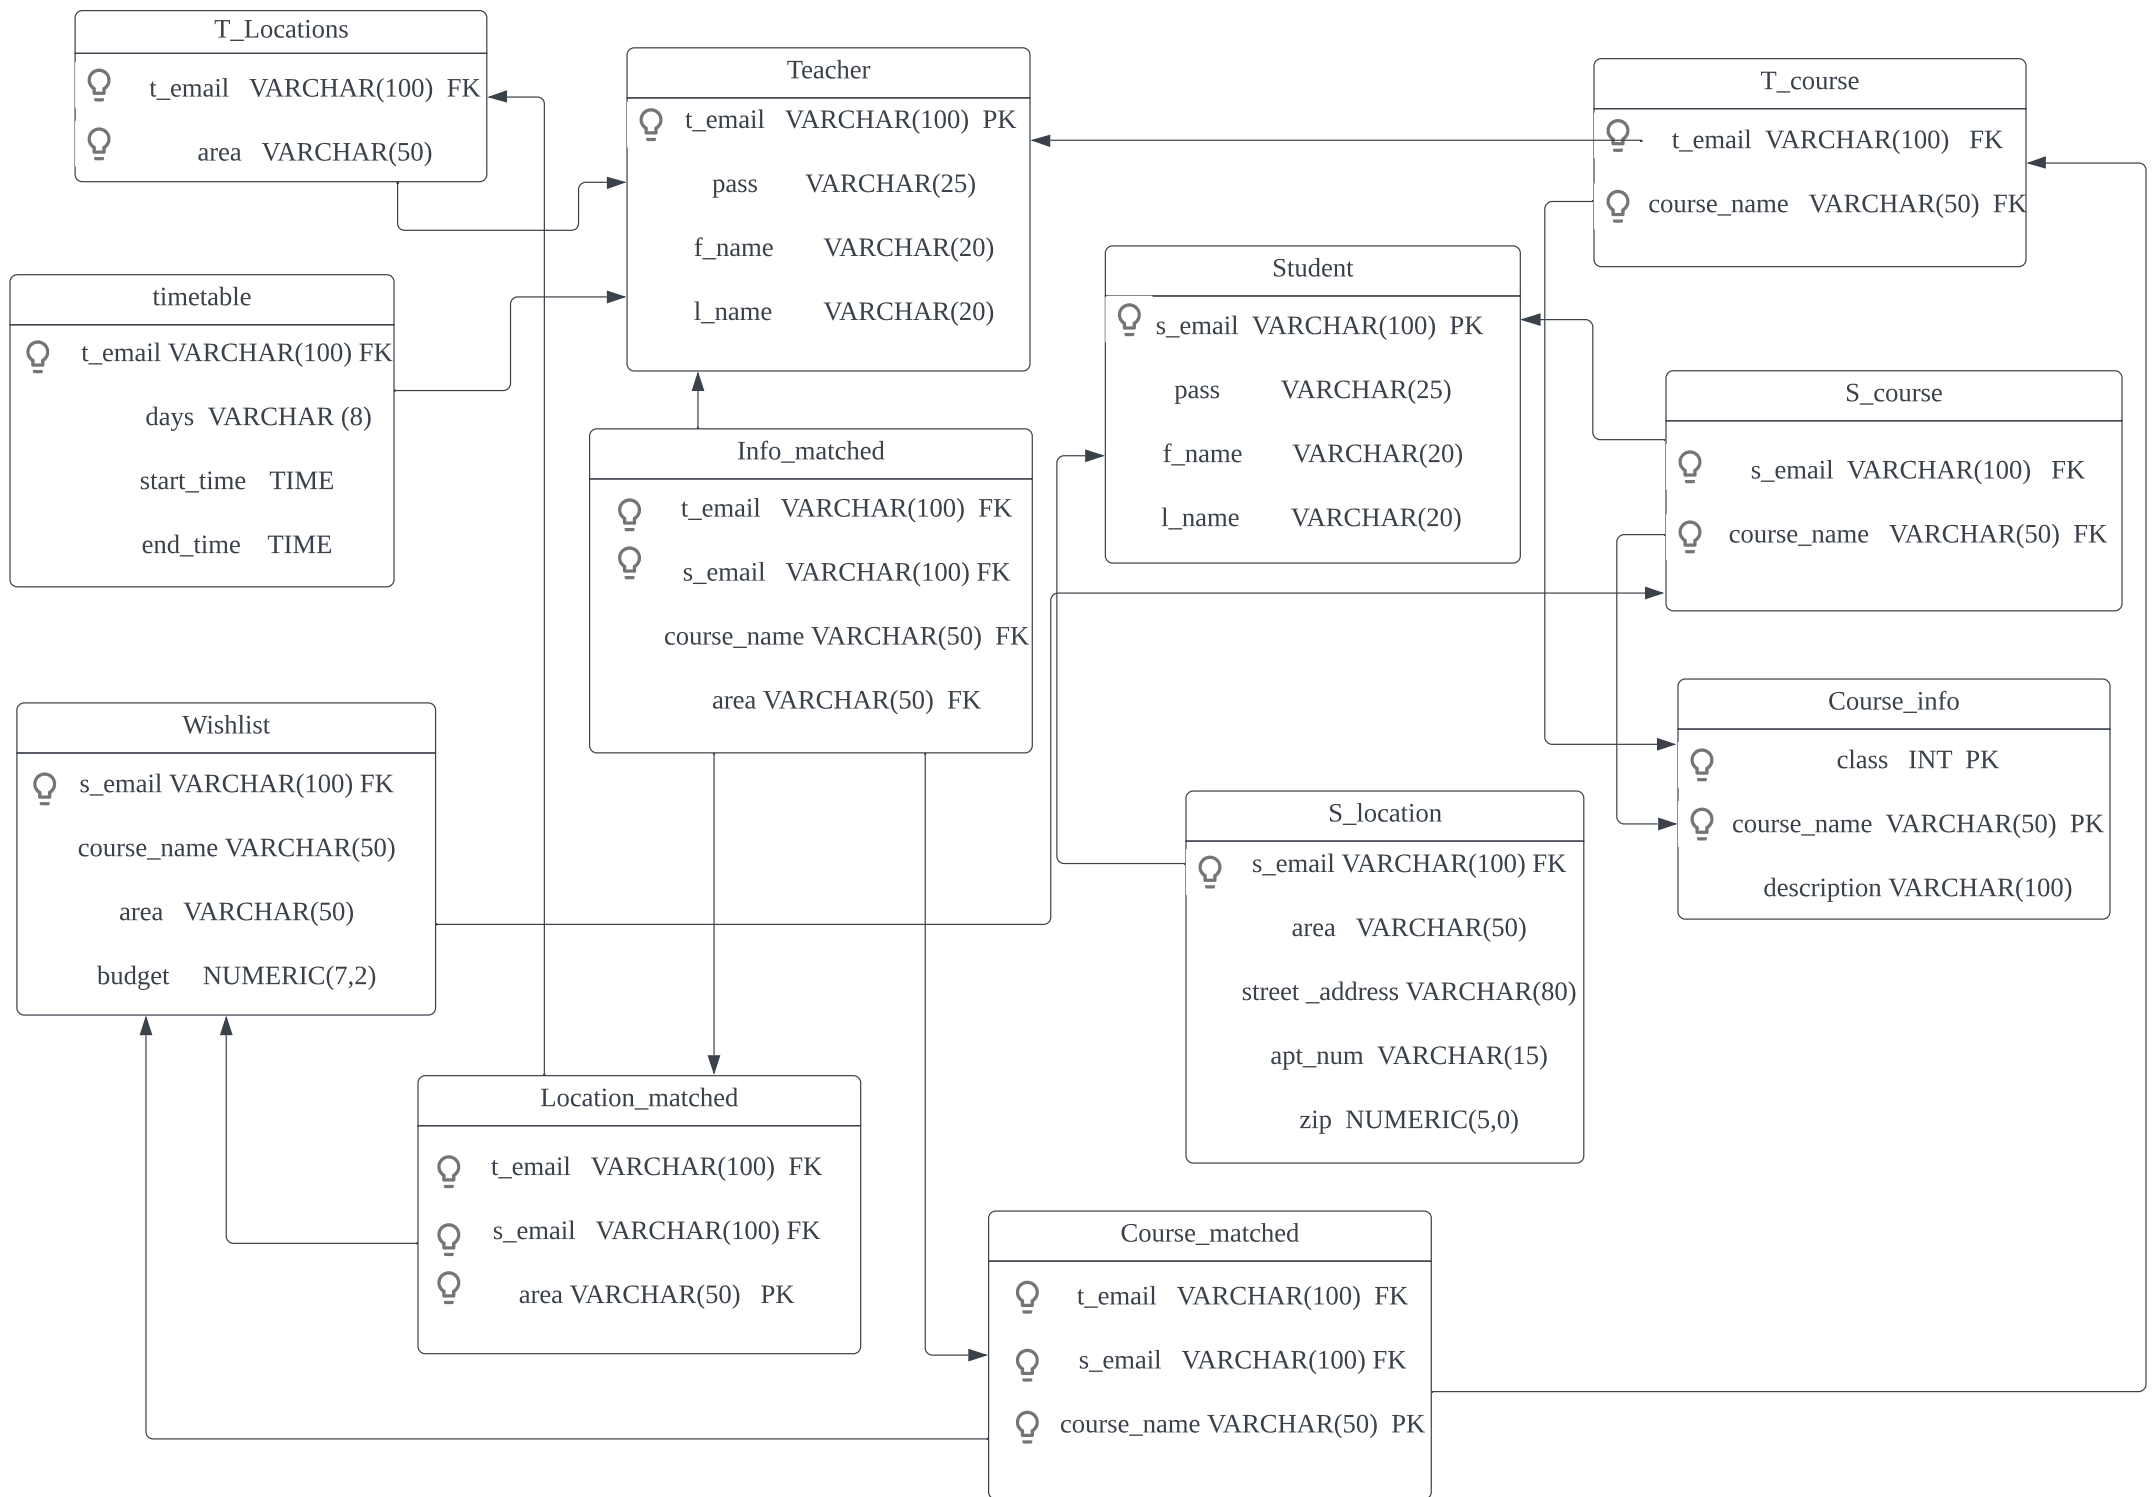 T_Locations
t_email VARCHAR(100) FK
area VARCHAR(50)
Teacher
t_email VARCHAR(100) PK
pass VARCHAR(25)
f_name VARCHAR(20)
l_name VARCHAR(20)
T_course
t_email VARCHAR(100) FK
course_name VARCHAR(50) FK
timetable
t_email VARCHAR(100) FK
days VARCHAR (8)
start_time TIME
end_time TIME
Student
s_email VARCHAR(100) PK
pass VARCHAR(25)
f_name VARCHAR(20)
l_name VARCHAR(20)
S_course
s_email VARCHAR(100) FK
course_name VARCHAR(50) FK
Info_matched
t_email VARCHAR(100) FK
s_email VARCHAR(100) FK
course_name VARCHAR(50) FK
area VARCHAR(50) FK
Wishlist
s_email VARCHAR(100) FK
course_name VARCHAR(50)
area VARCHAR(50)
budget NUMERIC(7,2)
Course_info
class INT PK
course_name VARCHAR(50) PK
description VARCHAR(100)
S_location
s_email VARCHAR(100) FK
area VARCHAR(50)
street _address VARCHAR(80)
apt_num VARCHAR(15)
zip NUMERIC(5,0)
Location_matched
t_email VARCHAR(100) FK
s_email VARCHAR(100) FK
area VARCHAR(50) PK
Course_matched
t_email VARCHAR(100) FK
s_email VARCHAR(100) FK
course_name VARCHAR(50) PK